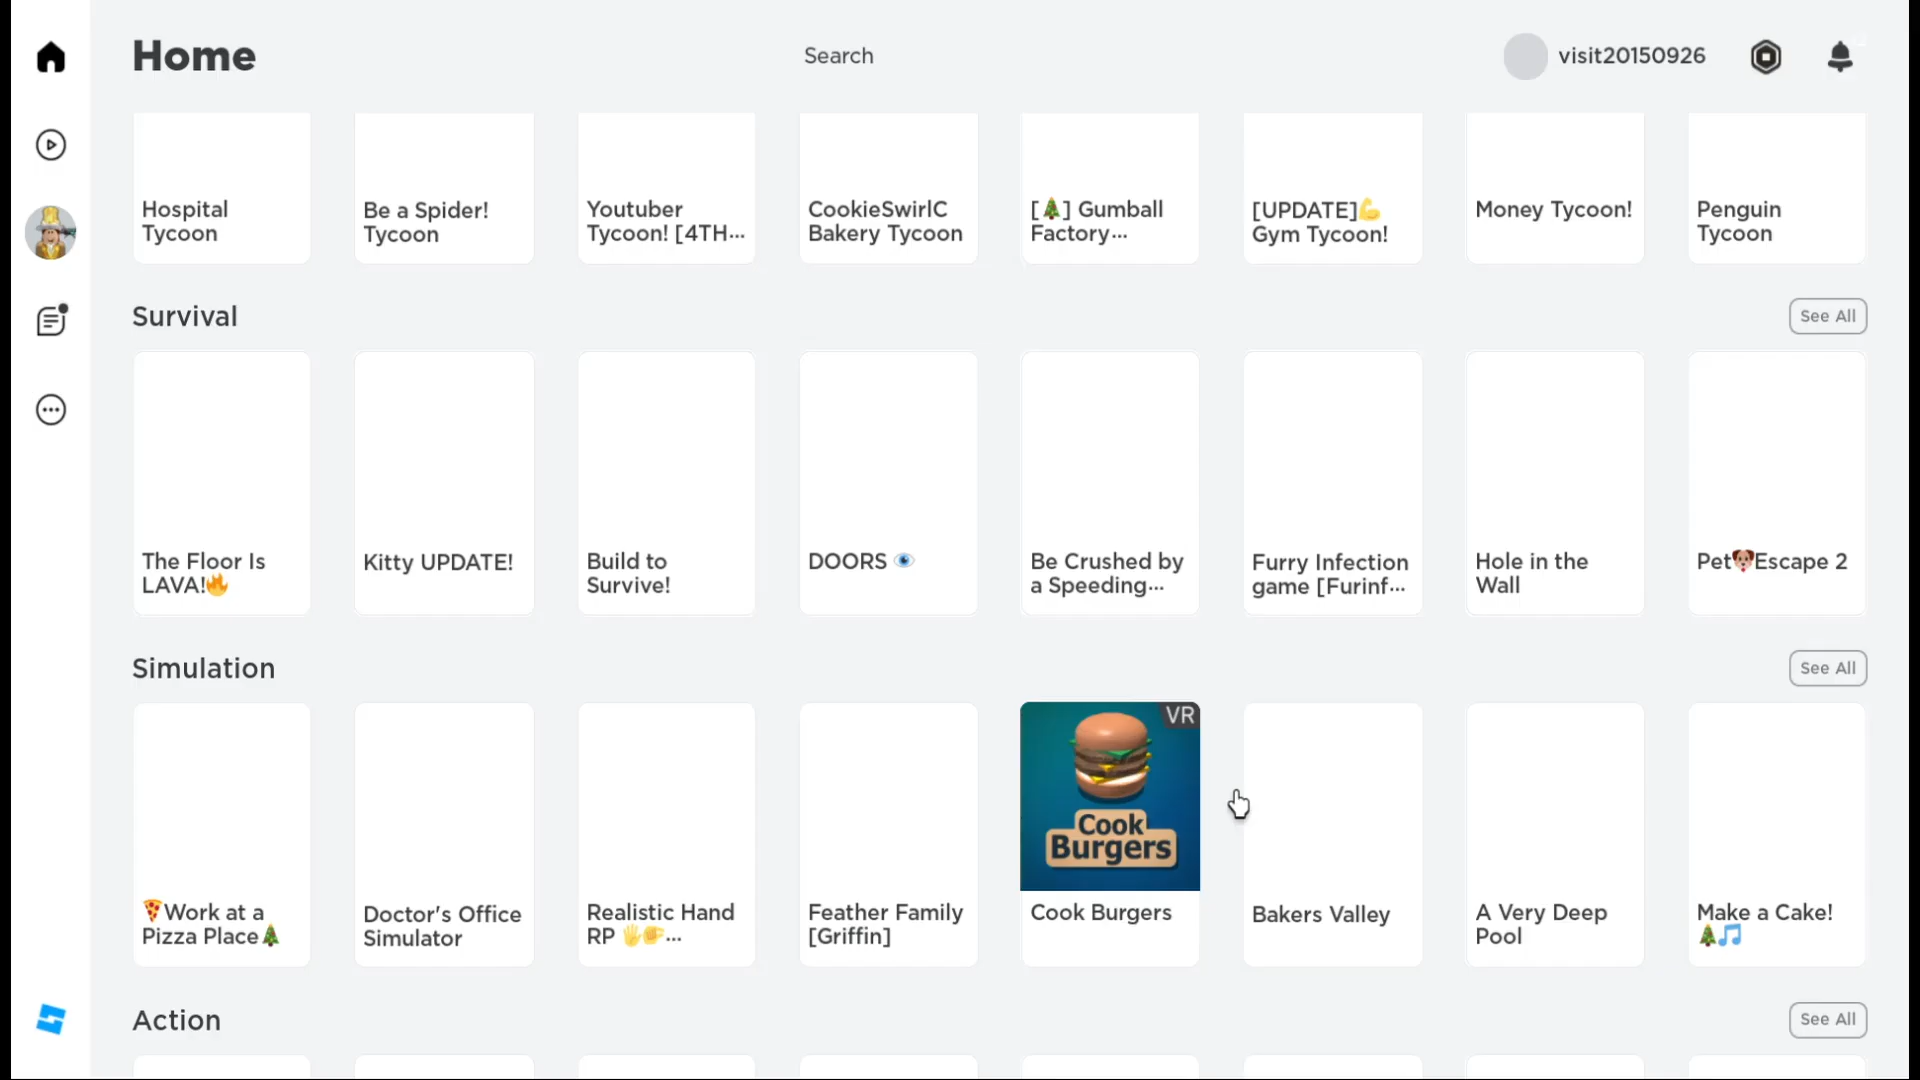 Home
Search
visit20150926
Hospital
Tycoon
Be a Spider!
Tycoon
Youtuber
Tycoon! [4TH...
CookieSwirlC
Bakery Tycoon
[🎄] Gumball
Factory...
[UPDATE]💪
Gym Tycoon!
Money Tycoon!
Penguin
Tycoon
Survival
See All
The Floor Is
LAVA!🔥
Kitty UPDATE!
Build to
Survive!
DOORS 👁️
Be Crushed by
a Speeding...
Furry Infection
game [Furinf...
Hole in the
Wall
Pet🐶Escape 2
Simulation
See All
🍕Work at a
Pizza Place🎄
Doctor's Office
Simulator
Realistic Hand
RP 🖐️👉...
Feather Family
[Griffin]
VR
Cook
Burgers
Cook Burgers
Bakers Valley
A Very Deep
Pool
Make a Cake!
🎄🎵
Action
See All